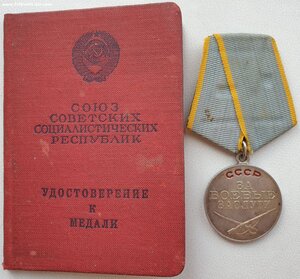 СОЮЗ
СОВЕТСКИХ
СОЦИАЛИСТИЧЕСКИХ
РЕСПУБЛИК
УДОСТОВЕРЕНИЕ
К
МЕДАЛИ
СССР
ЗА
БОЕВЫЕ
ЗАСЛУГИ